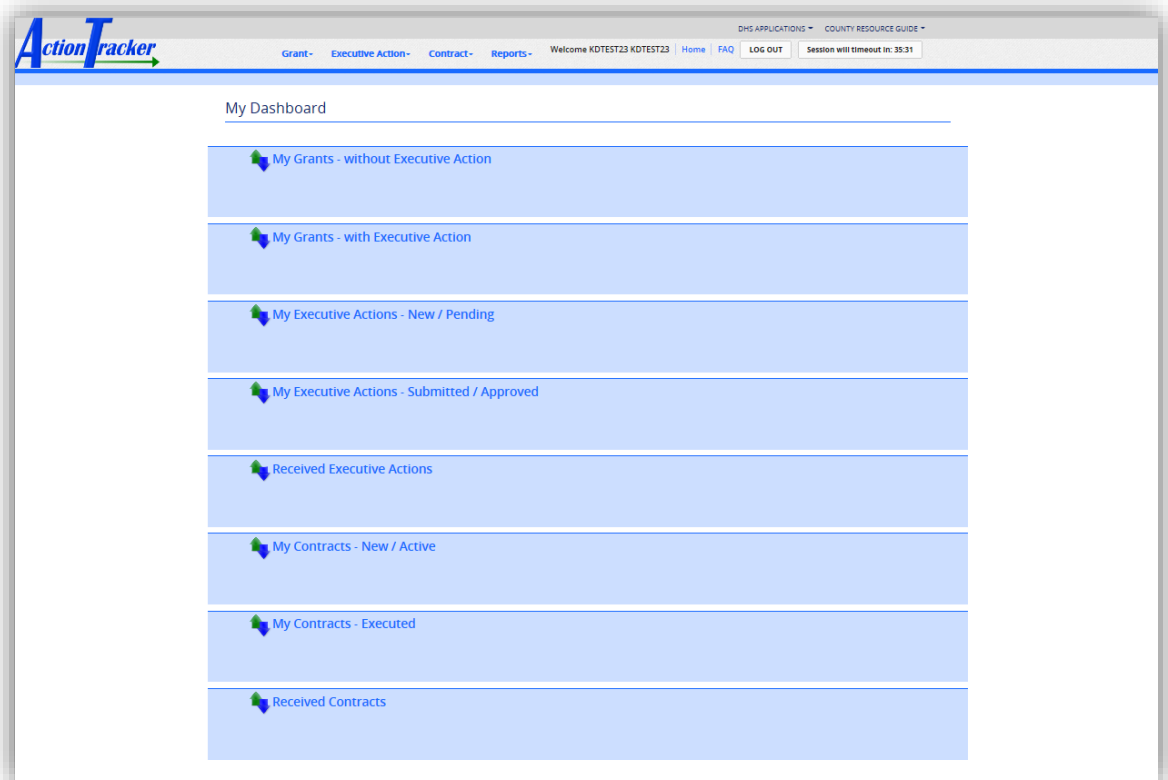 DHS APPLICATIONS COUNTY RESOURCE GUIDE
ActionTracker
Grant Executive Action Contract Reports Welcome KDTEST23 KDTEST23 Home FAQ LOG OUT Session will timeout in: 35:31
My Dashboard
My Grants - without Executive Action
My Grants - with Executive Action
My Executive Actions - New / Pending
My Executive Actions - Submitted / Approved
Received Executive Actions
My Contracts - New / Active
My Contracts - Executed
Received Contracts